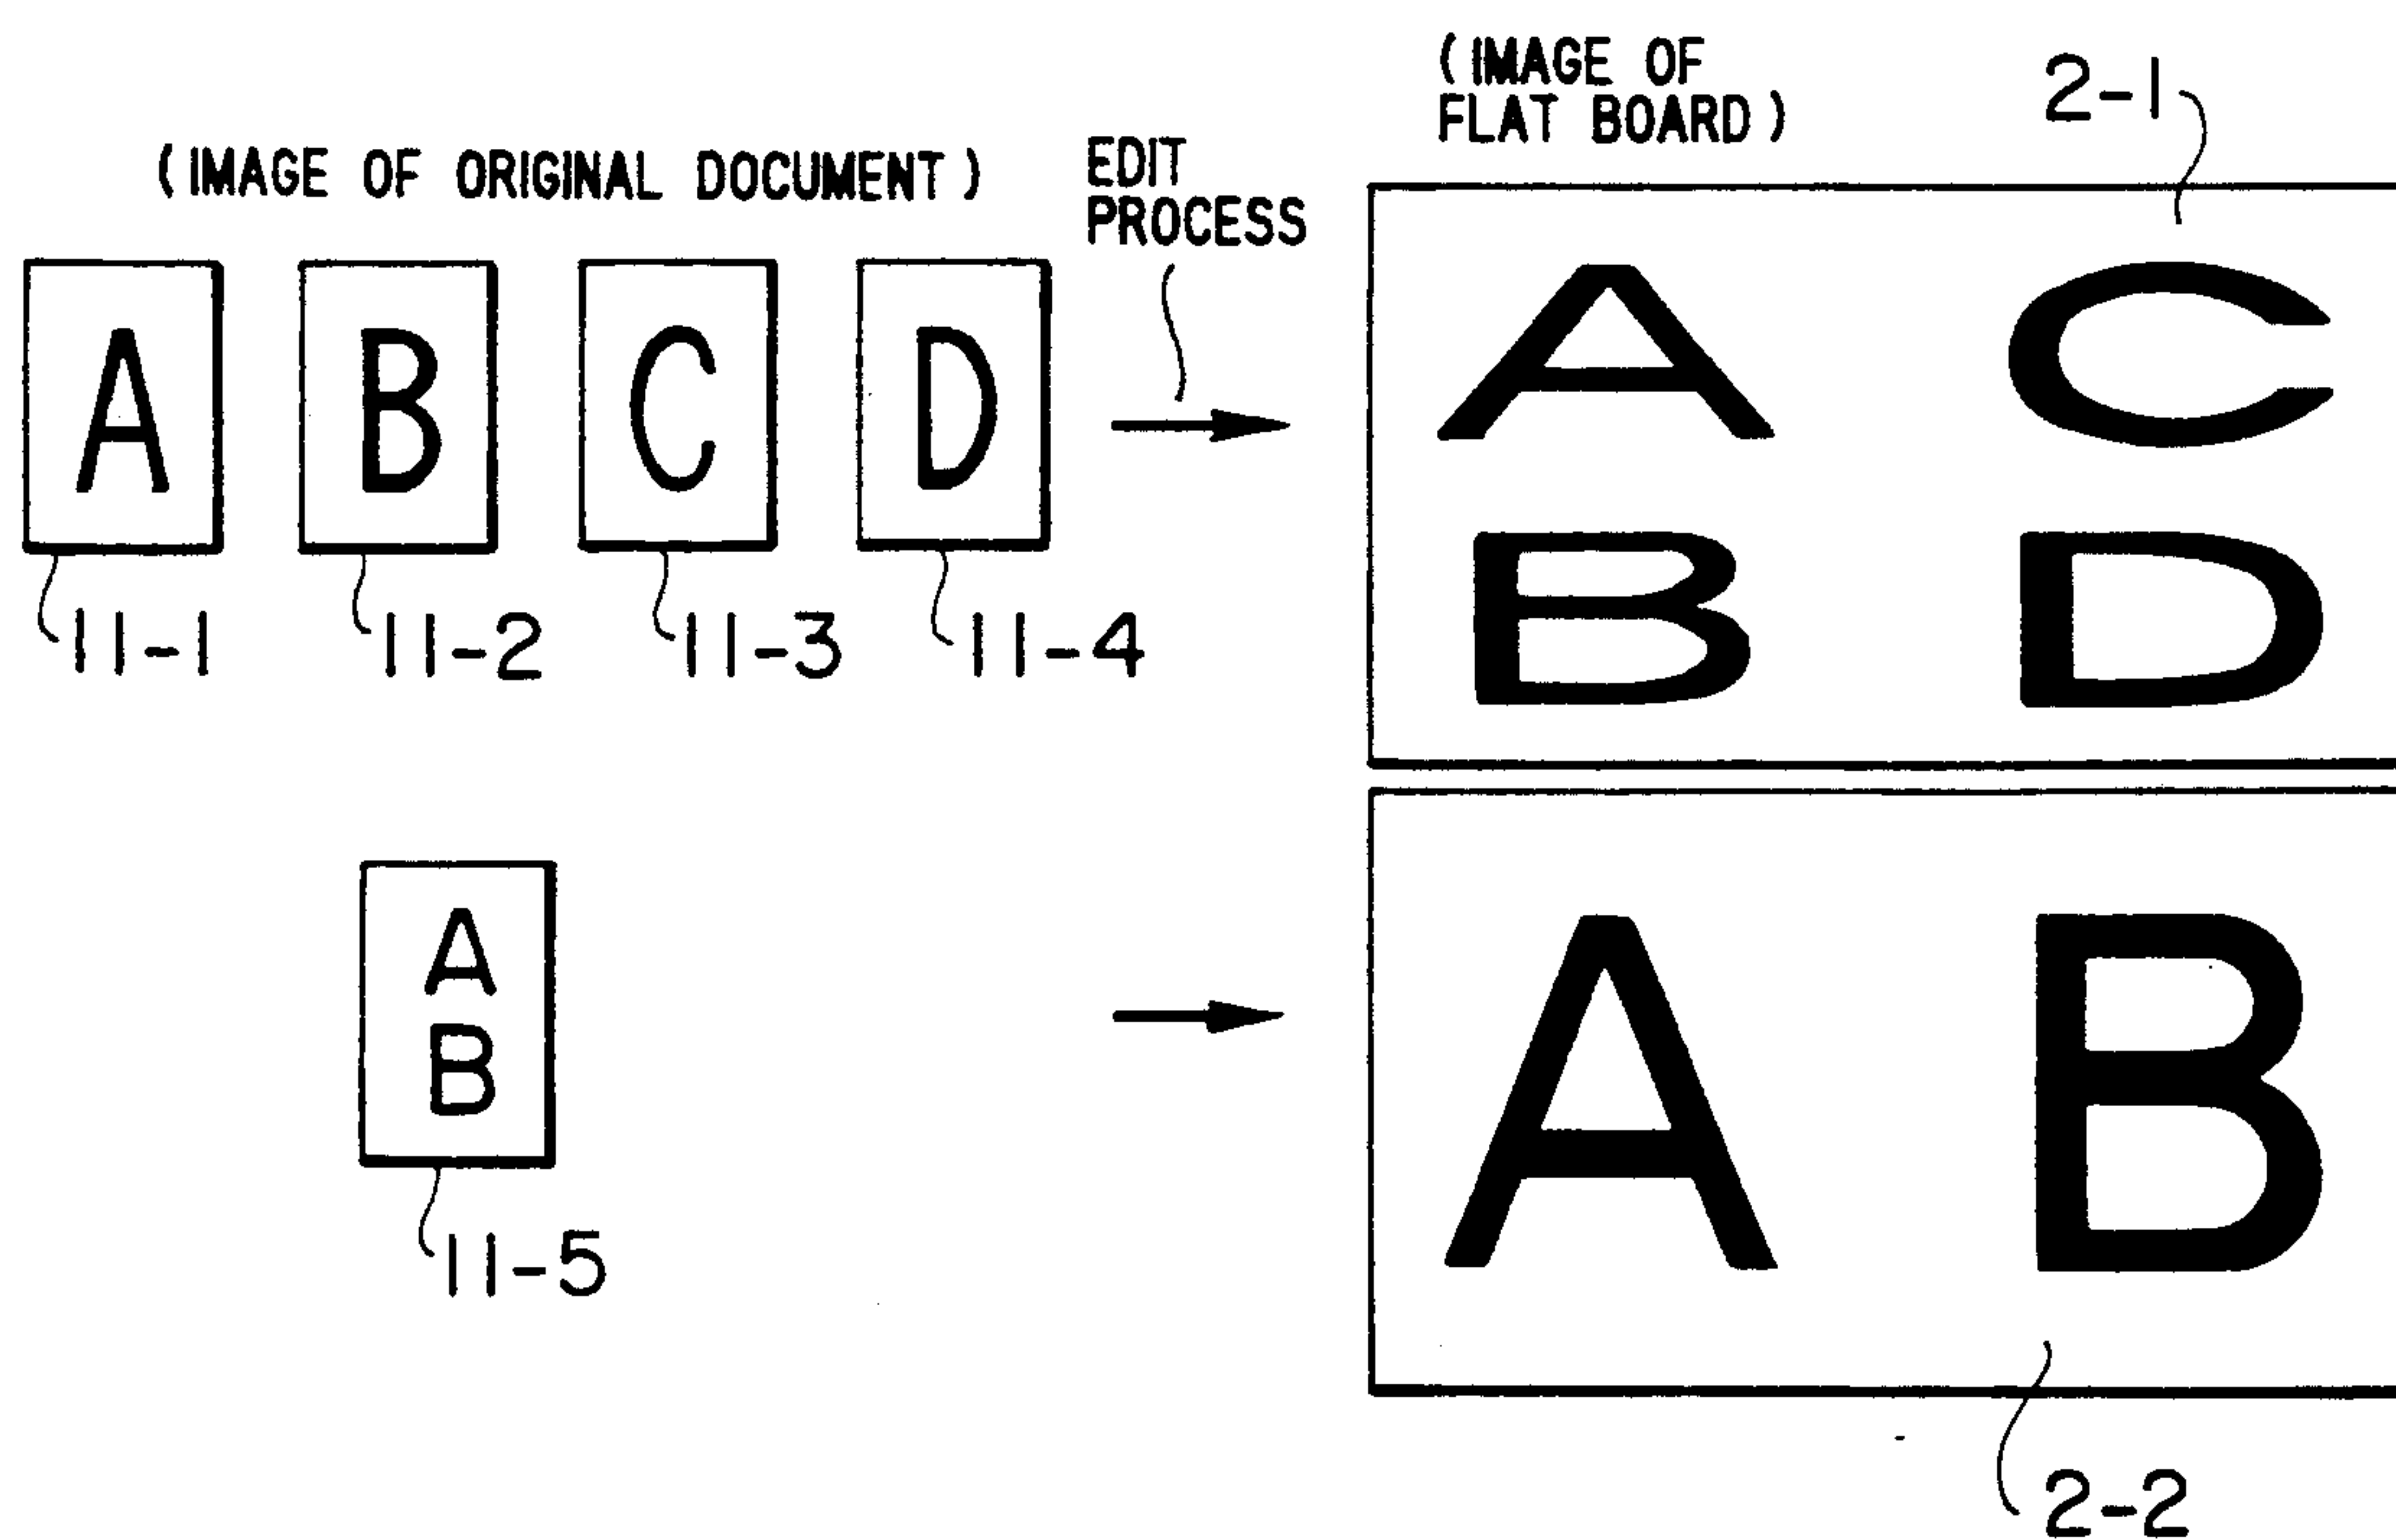 (IMAGE OF ORIGINAL DOCUMENT)
EDIT
PROCESS
(IMAGE OF
FLAT BOARD)
2-1
A
B
C
D
11-1
11-2
11-3
11-4
A C
B D
A
B
11-5
A B
2-2